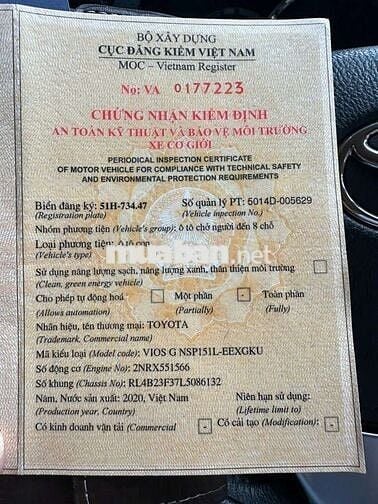 BỘ XÂY DỰNG
CỤC ĐĂNG KIỂM VIỆT NAM
MOC – Vietnam Register
No: VA 0177223
CHỨNG NHẬN KIỂM ĐỊNH
AN TOÀN KỸ THUẬT VÀ BẢO VỆ MÔI TRƯỜNG
XE CƠ GIỚI
PERIODICAL INSPECTION CERTIFICATE
OF MOTOR VEHICLE FOR COMPLIANCE WITH TECHNICAL SAFETY
AND ENVIRONMENTAL PROTECTION REQUIREMENTS
Biển đăng ký: 51H-734.47 Số quản lý PT: 6014D-005629
(Registration plate) (Vehicle inspection No.)
Nhóm phương tiện (Vehicle's group): ô tô chở người đến 8 chỗ
Loại phương tiện: ô tô con
(Vehicle's type)
muaban.net
Sử dụng năng lượng sạch, năng lượng xanh, thân thiện môi trường
(Clean, green energy vehicle)
Cho phép tự động hoá - Một phần - Toàn phần
(Allows automation) (Partially) (Fully)
Nhãn hiệu, tên thương mại: TOYOTA
(Trademark, Commercial name)
Mã kiểu loại (Model code): VIOS G NSP151L-EEXGKU
Số động cơ (Engine No): 2NRX551566
Số khung (Chassis No): RL4B23F37L5086132
Năm, Nước sản xuất: 2020, Việt Nam Niên hạn sử dụng:
(Production year, Country) (Lifetime limit to)
Có kinh doanh vận tải (Commercial - Có cải tạo (Modification): -